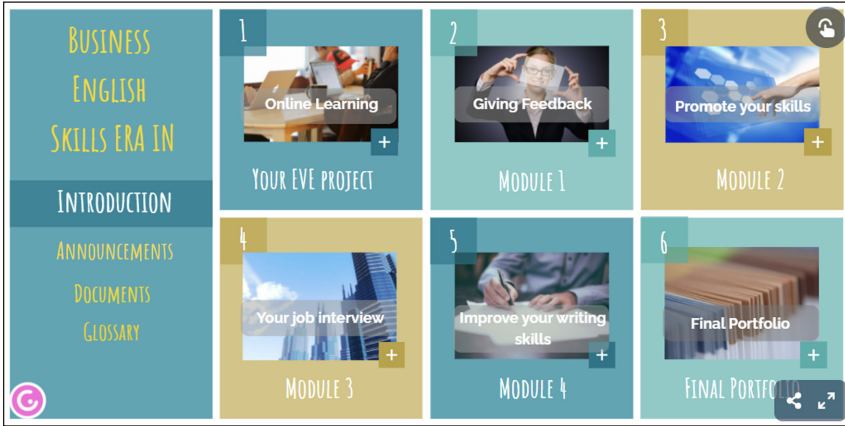 BUSINESS
ENGLISH
SKILLS ERA IN
INTRODUCTION
ANNOUNCEMENTS
DOCUMENTS
GLOSSARY
1
Online Learning
+
YOUR EVE PROJECT
2
Giving Feedback
+
MODULE 1
3
Promote your skills
+
MODULE 2
4
Your job interview
+
MODULE 3
5
Improve your writing
skills
+
MODULE 4
6
Final Portfolio
+
FINAL PORTFOLIO